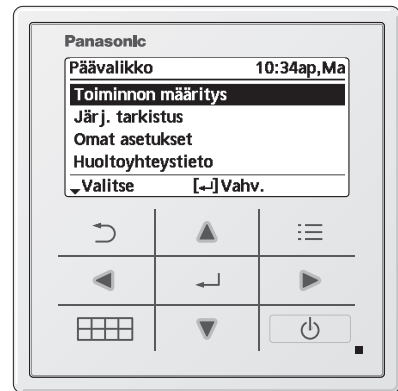 Panasonic
Päävalikko 10:34ap,Ma
Toiminnon määritys
Järj. tarkistus
Omat asetukset
Huoltoyhteystieto
Valitse [↵]Vahv.